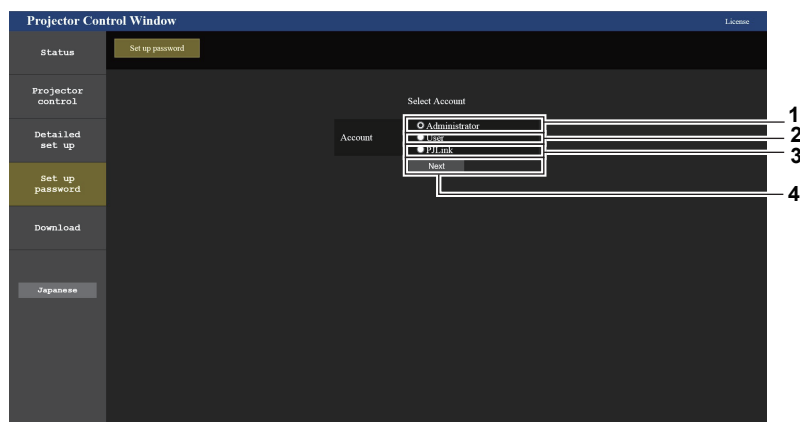 Projector Control Window
License
Status
Set up password
Projector
control
Detailed
set up
Set up
password
Download
Japanese
Select Account
Account
Administrator
User
PJLink
Next
1
2
3
4